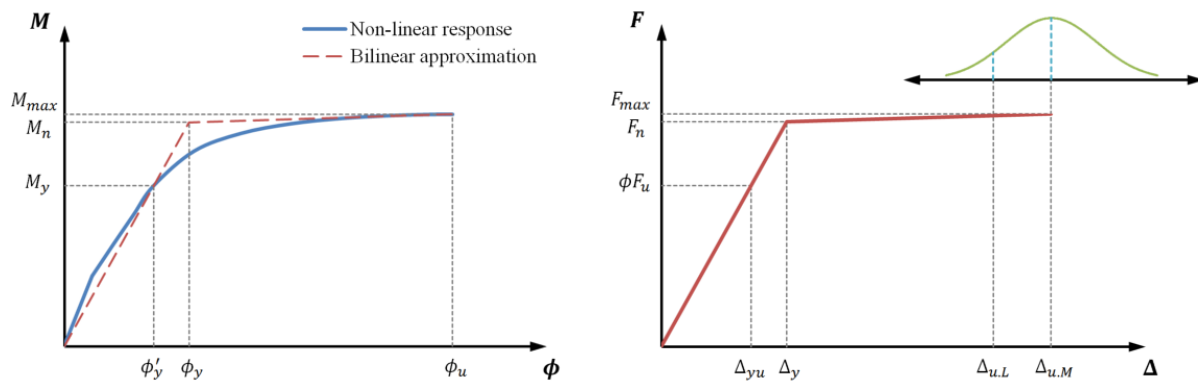 M
Non-linear response
Bilinear approximation
M_max
M_n
M_y
ϕ′_y
ϕ_y
ϕ_u
ϕ
F
F_max
F_n
ϕF_u
Δ_yu
Δ_y
Δ_u.L
Δ_u.M
Δ